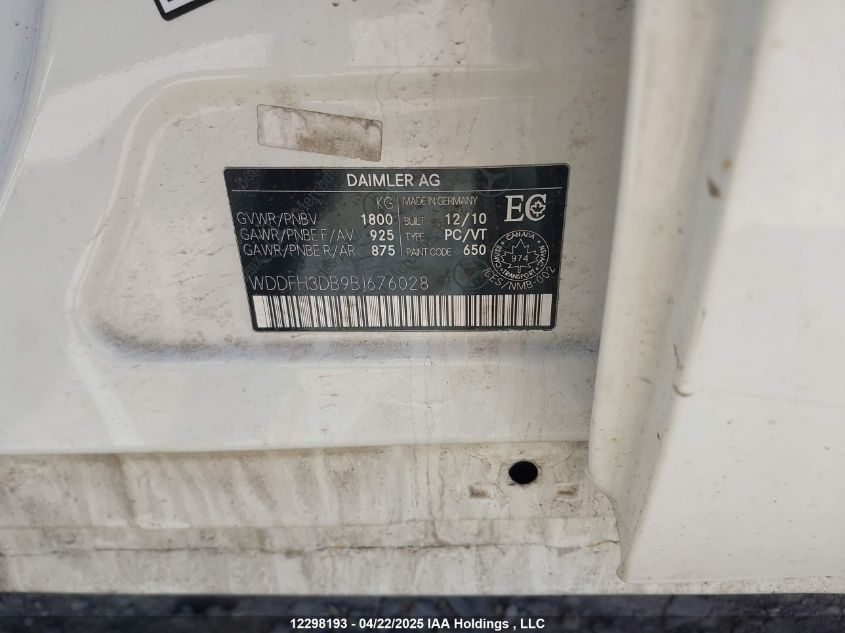 DAIMLER AG
KG MADE IN GERMANY
GVWR/PNBV 1800 BUILT 12/10
GAWR/PNBE F/AV 925 TYPE PC/VT
GAWR/PNBE R/AR 875 PAINT CODE 650
EC
CANADA
974
TRANSPORT
ICES/NMB-002
WDDFH3DB9BJ676028
12298193 - 04/22/2025 IAA Holdings , LLC